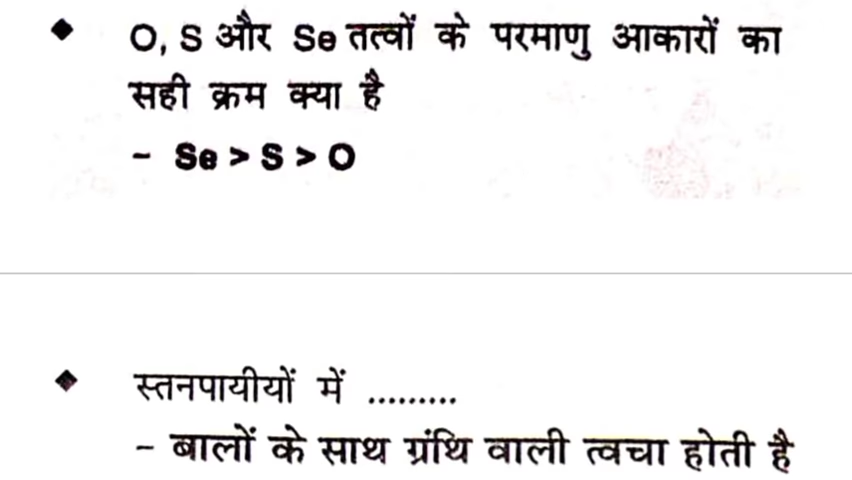 ◆ O, S और Se तत्वों के परमाणु आकारों का
सही क्रम क्या है
– Se > S > O
◆ स्तनपायीयों में .........
– बालों के साथ ग्रंथि वाली त्वचा होती है